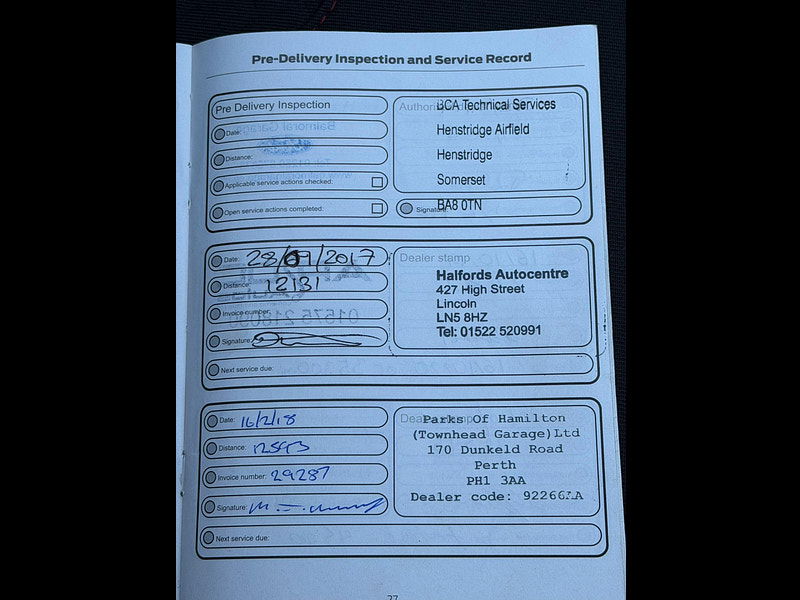 Pre-Delivery Inspection and Service Record
Pre Delivery Inspection
Date:
Distance:
Applicable service actions checked:
Open service actions completed:
BCA Technical Services
Henstridge Airfield
Henstridge
Somerset
BA8 0TN
Signature
Date: 28/09/2017
Distance: 12131
Invoice number:
Signature:
Next service due:
Dealer stamp
Halfords Autocentre
427 High Street
Lincoln
LN5 8HZ
Tel: 01522 520991
Date: 16/2/18
Distance:
Invoice number: 29287
Signature:
Next service due:
Parks Of Hamilton
(Townhead Garage)Ltd
170 Dunkeld Road
Perth
PH1 3AA
Dealer code: